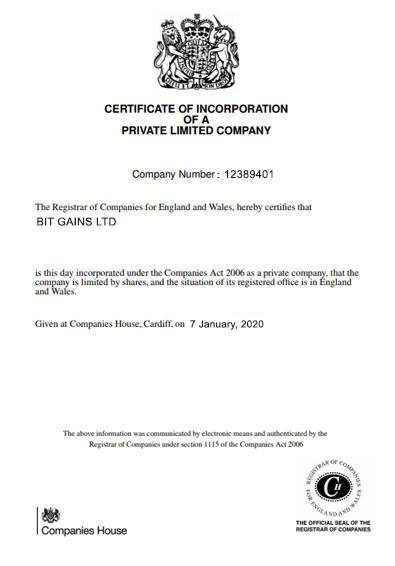 CERTIFICATE OF INCORPORATION
OF A
PRIVATE LIMITED COMPANY
Company Number : 12389401
The Registrar of Companies for England and Wales, hereby certifies that
BIT GAINS LTD
is this day incorporated under the Companies Act 2006 as a private company, that the
company is limited by shares, and the situation of its registered office is in England
and Wales.
Given at Companies House, Cardiff, on 7 January, 2020
The above information was communicated by electronic means and authenticated by the
Registrar of Companies under section 1115 of the Companies Act 2006
REGISTRAR OF COMPANIES
FOR ENGLAND AND WALES
CH
Companies House
THE OFFICIAL SEAL OF THE
REGISTRAR OF COMPANIES